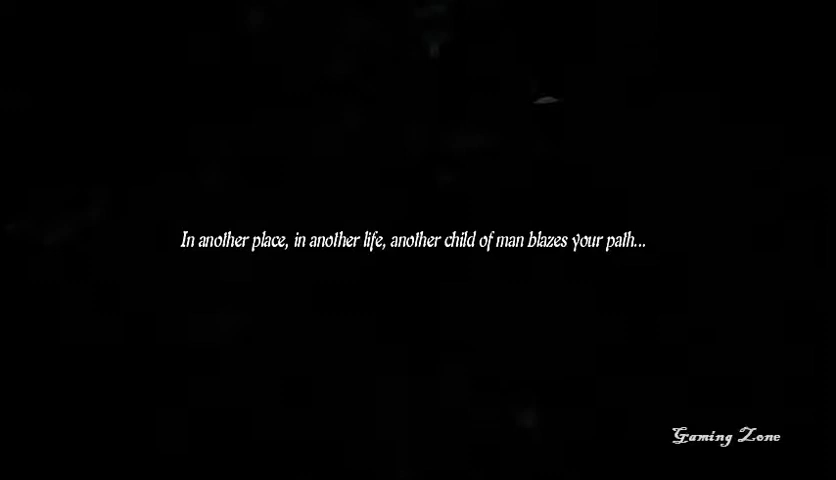 In another place, in another life, another child of man blazes your path...
Gaming Zone